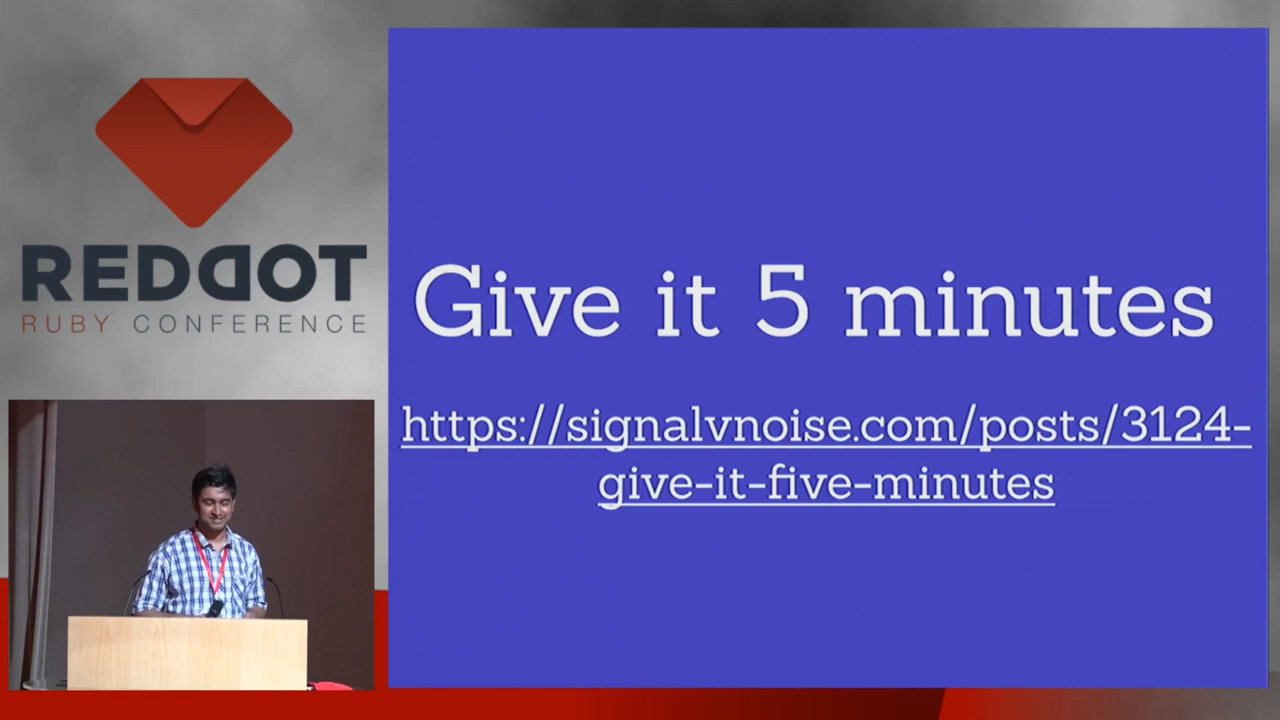 REDDOT
RUBY CONFERENCE
Give it 5 minutes
https://signalvnoise.com/posts/3124-
give-it-five-minutes